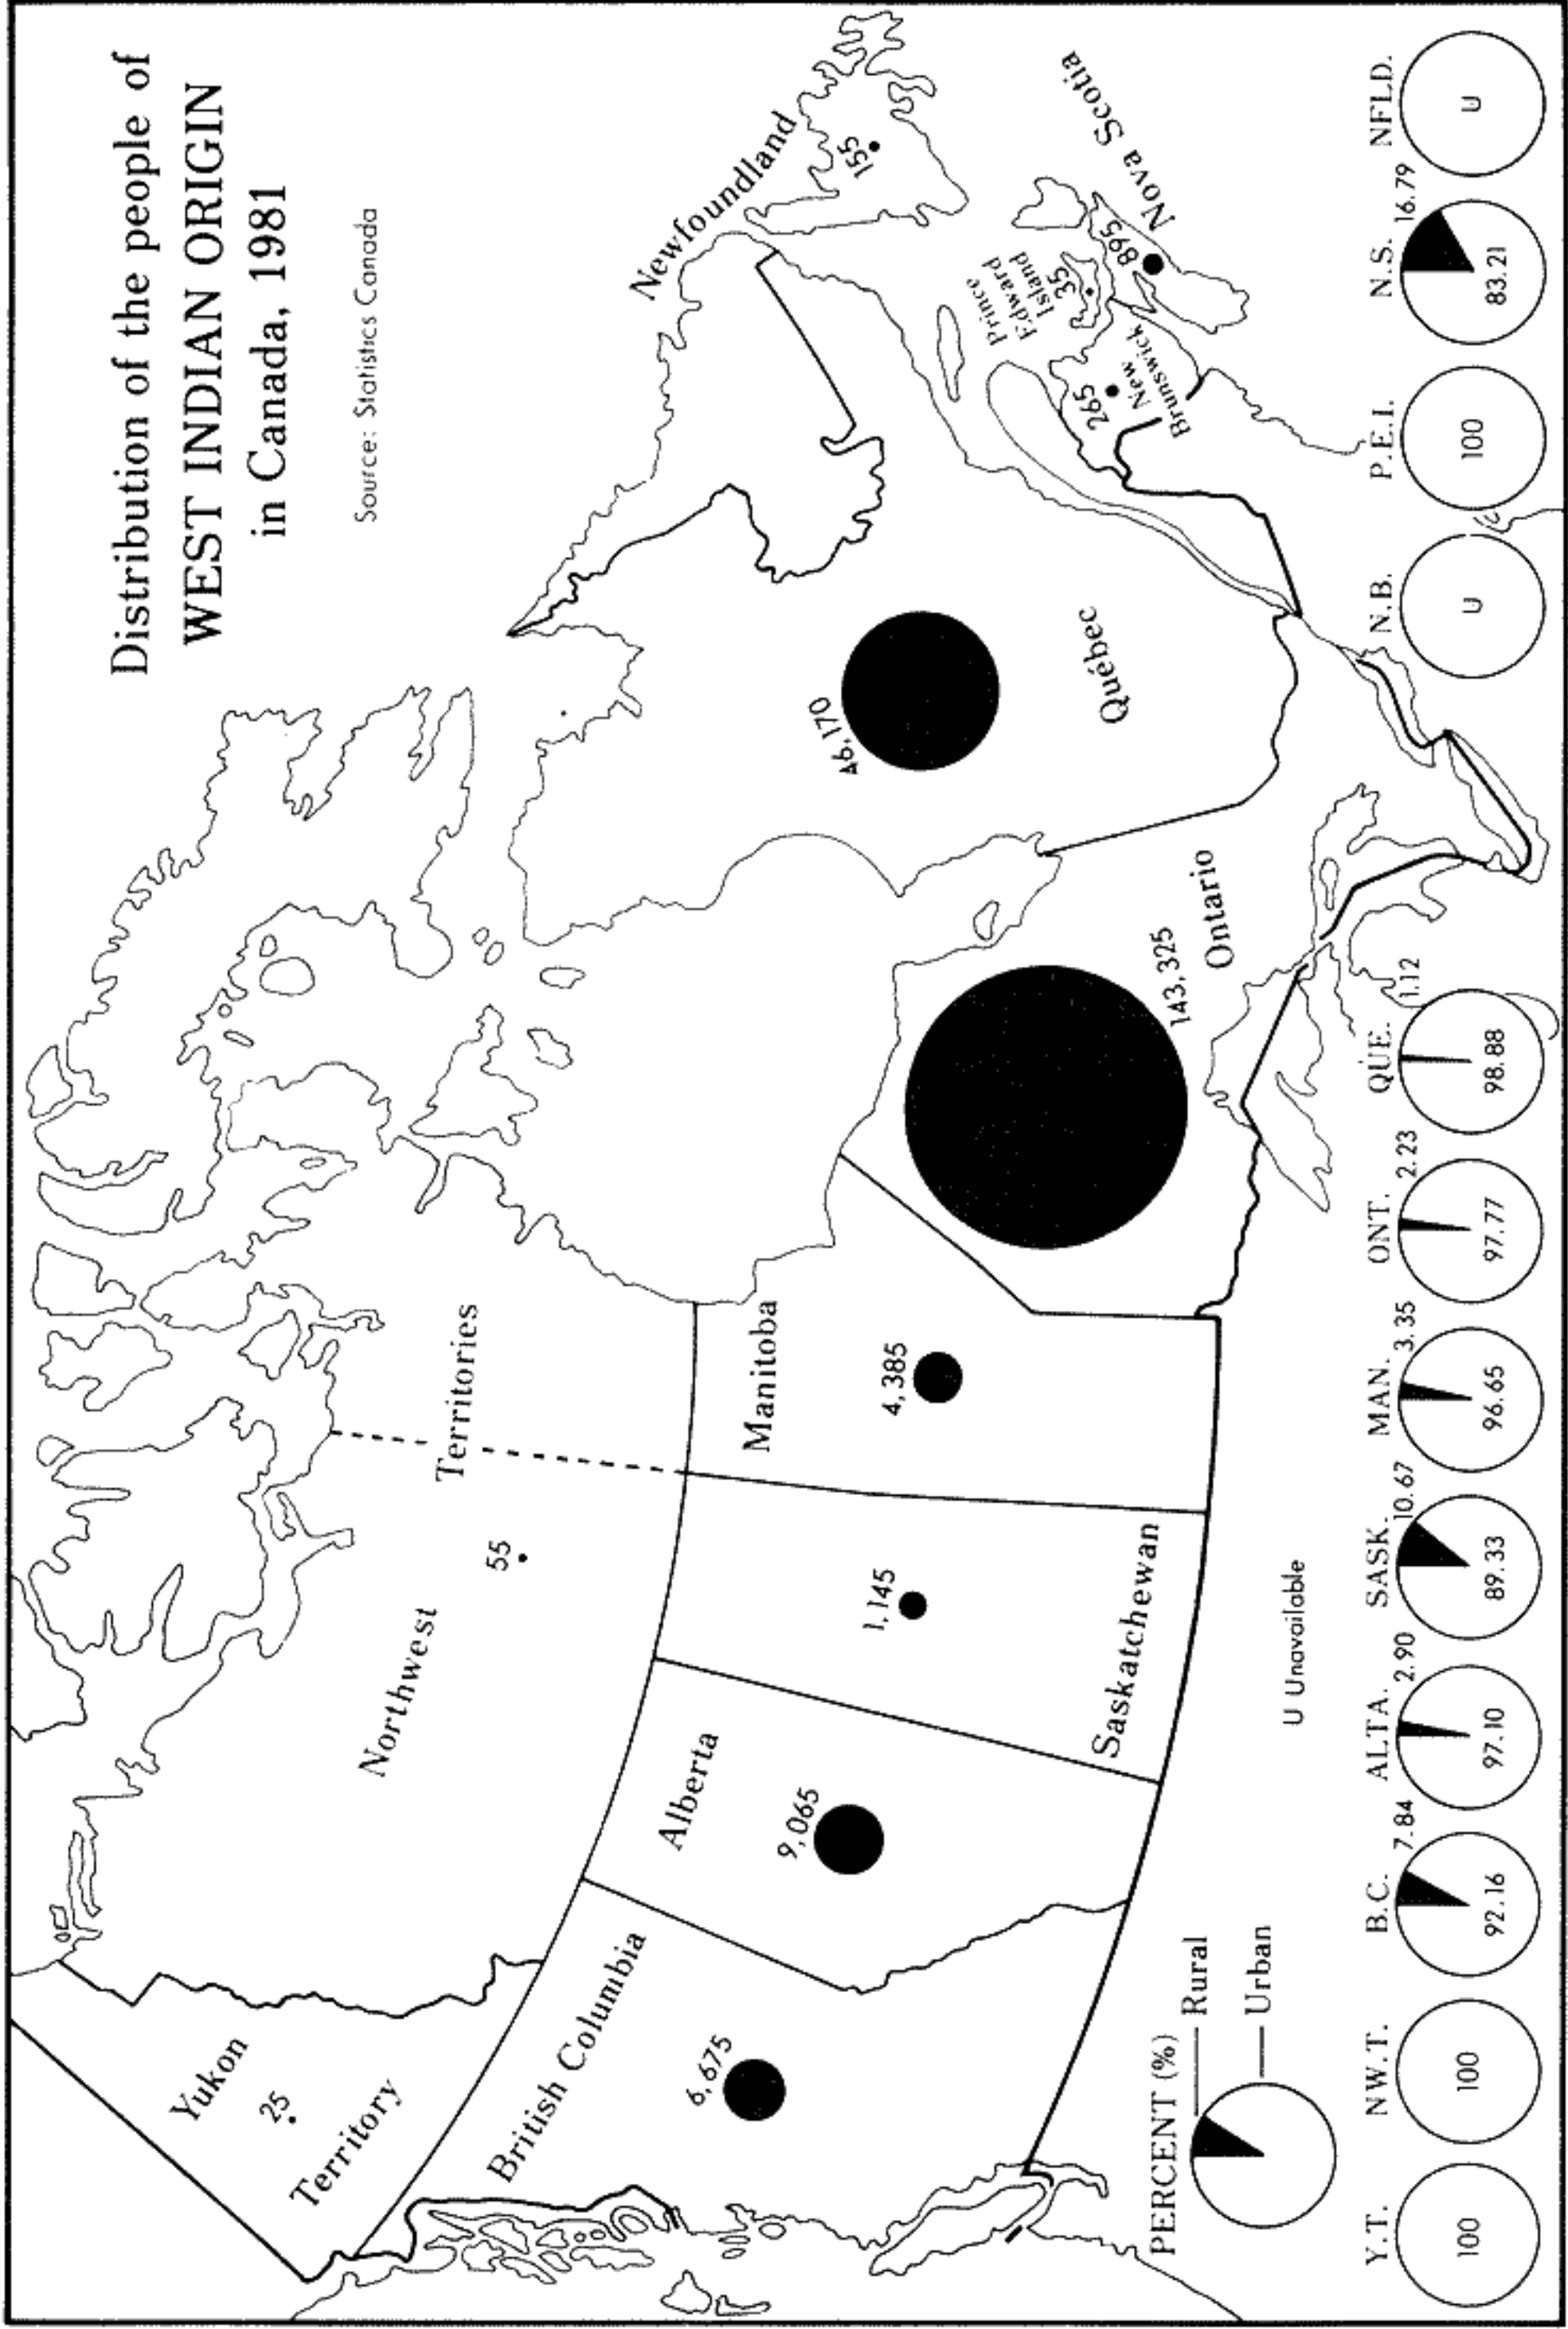 Distribution of the people of
WEST INDIAN ORIGIN
in Canada, 1981
Source: Statistics Canada
Yukon
25
Territory
Northwest
Territories
55
British Columbia
6,675
Alberta
9,065
Saskatchewan
1,145
Manitoba
4,385
Ontario
143,325
Québec
46,170
Newfoundland
155
Prince
Edward
Island
35
Nova Scotia
895
New
Brunswick
265
PERCENT (%)
Rural
Urban
U Unavailable
Y.T.
100
NW.T.
100
B.C.
7.84
92.16
ALTA.
2.90
97.10
SASK.
10.67
89.33
MAN.
3.35
96.65
ONT.
2.23
97.77
QUE.
1.12
98.88
N.B.
U
P.E.I.
100
N.S.
16.79
83.21
NFLD.
U